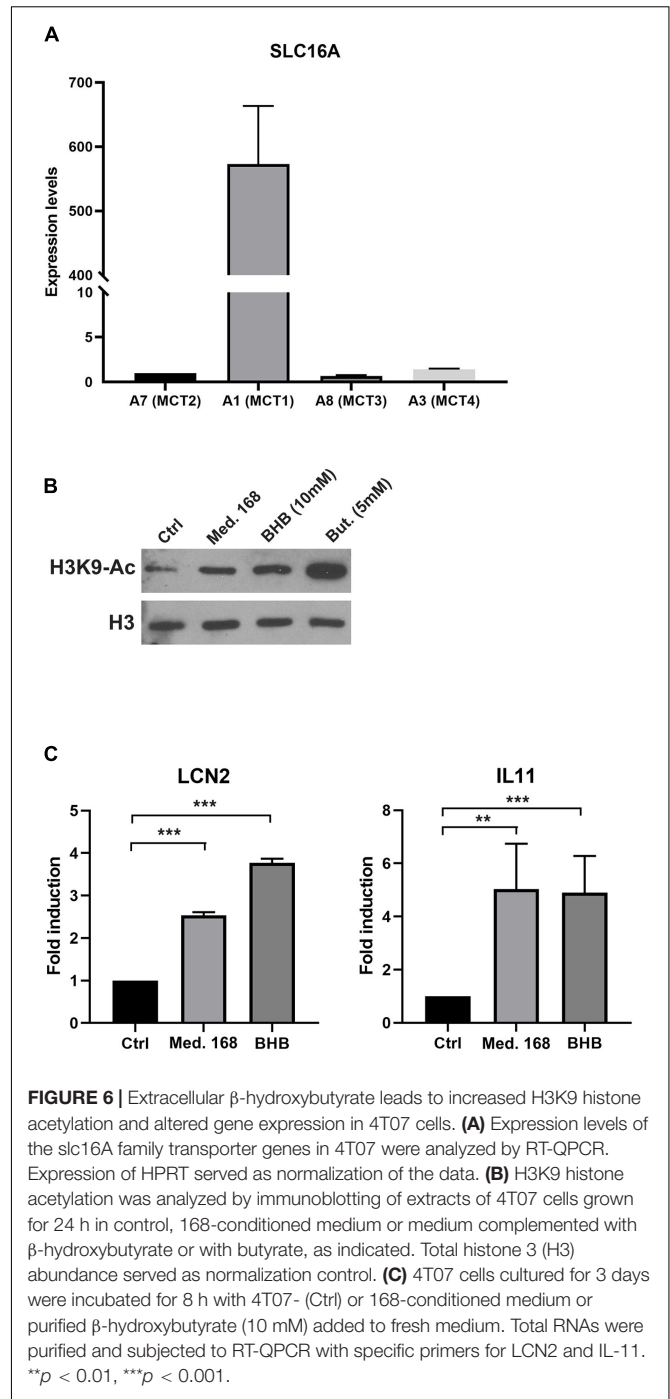 A
SLC16A
Expression levels
700
600
500
400
10
5
0
A7 (MCT2) A1 (MCT1) A8 (MCT3) A3 (MCT4)
B
Ctrl Med. 168 BHB (10mM) But. (5mM)
H3K9-Ac
H3
C
LCN2
Fold induction
5
4
3
2
1
0
***
***
Ctrl Med. 168 BHB
IL11
Fold induction
8
6
4
2
0
***
**
Ctrl Med. 168 BHB
FIGURE 6 | Extracellular β-hydroxybutyrate leads to increased H3K9 histone
acetylation and altered gene expression in 4T07 cells. (A) Expression levels of
the slc16A family transporter genes in 4T07 were analyzed by RT-QPCR.
Expression of HPRT served as normalization of the data. (B) H3K9 histone
acetylation was analyzed by immunoblotting of extracts of 4T07 cells grown
for 24 h in control, 168-conditioned medium or medium complemented with
β-hydroxybutyrate or with butyrate, as indicated. Total histone 3 (H3)
abundance served as normalization control. (C) 4T07 cells cultured for 3 days
were incubated for 8 h with 4T07- (Ctrl) or 168-conditioned medium or
purified β-hydroxybutyrate (10 mM) added to fresh medium. Total RNAs were
purified and subjected to RT-QPCR with specific primers for LCN2 and IL-11.
**p < 0.01, ***p < 0.001.